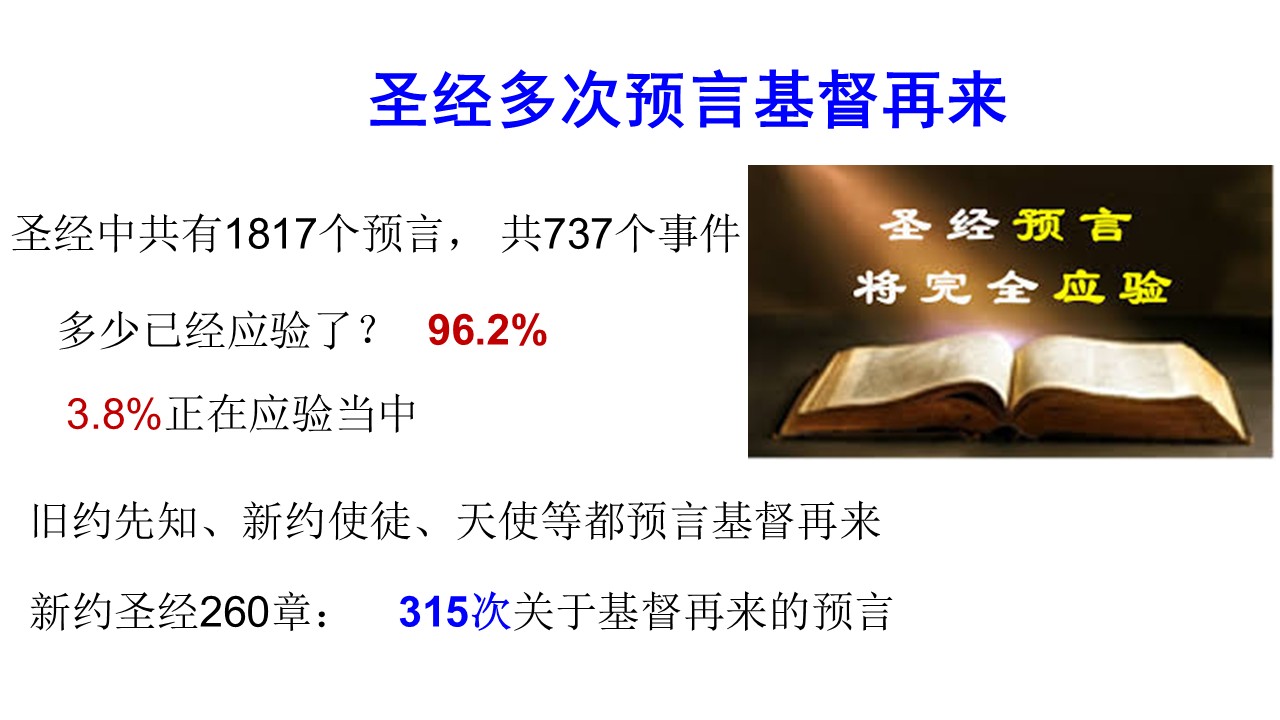 圣经多次预言基督再来
圣经中共有1817个预言， 共737个事件
圣经预言
将完全应验
多少已经应验了？ 96.2%
3.8%正在应验当中
旧约先知、新约使徒、天使等都预言基督再来
新约圣经260章： 315次关于基督再来的预言